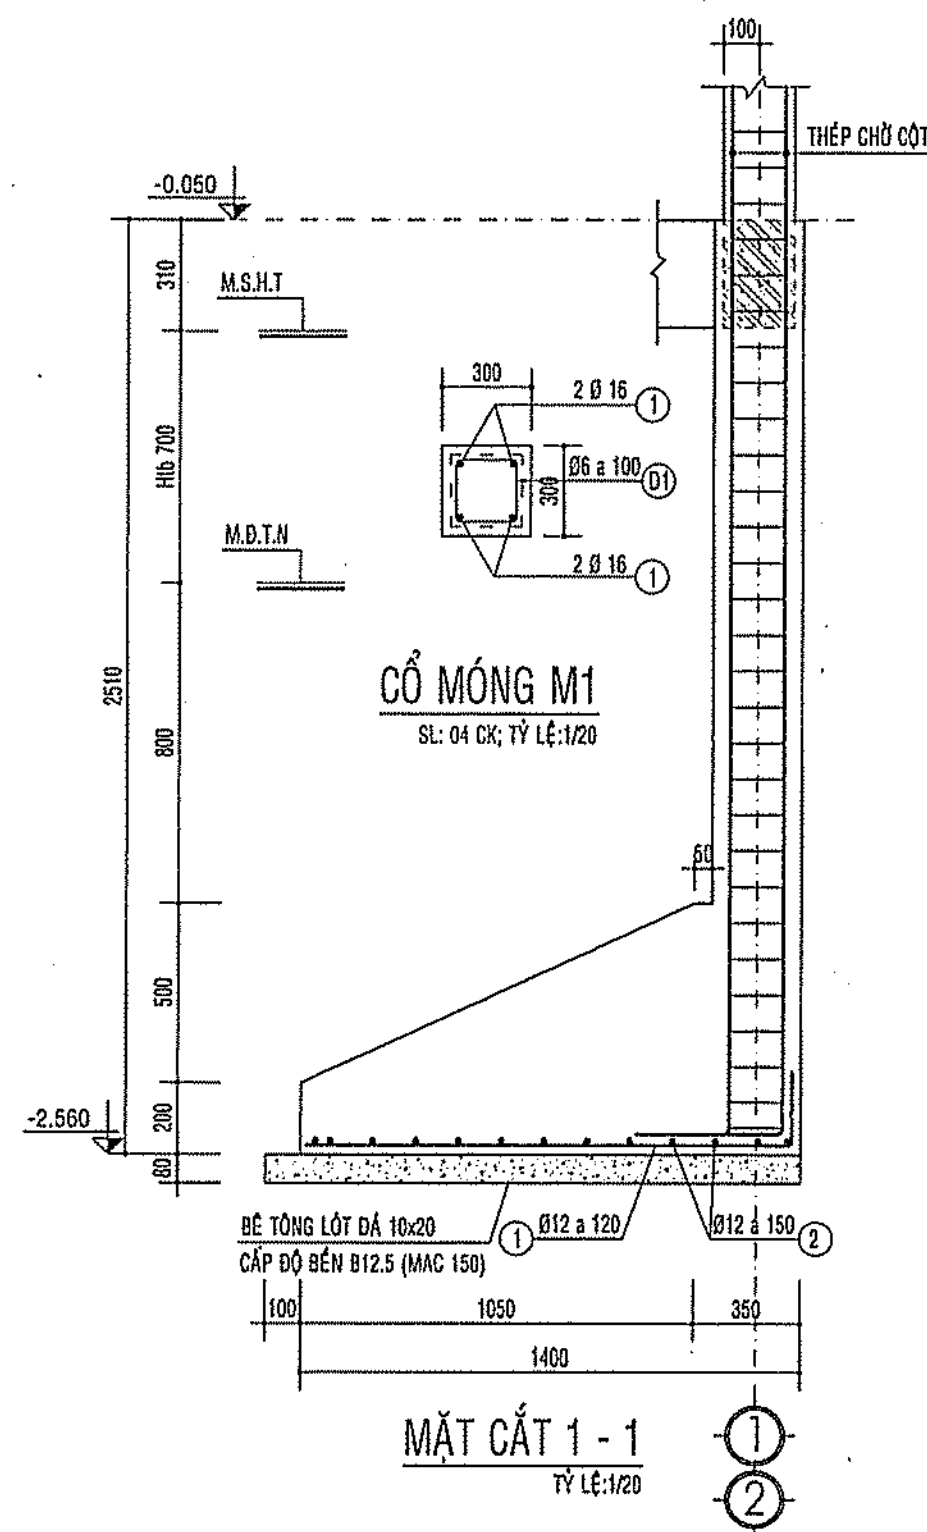 100
THÉP CHỜ CỘT
-0.050
310
M.S.H.T
300
2 Ø 16 1
Htb 700
Ø6 a 100 D1
300
M.Đ.T.N
2 Ø 16 1
2510
CỔ MÓNG M1
SL: 04 CK; TỶ LỆ:1/20
800
50
500
200
-2.560
80
BÊ TÔNG LÓT ĐÁ 10x20
1 Ø12 a 120
Ø12 a 150 2
CẤP ĐỘ BỀN B12.5 (MAC 150)
100
1050
350
1400
MẶT CẮT 1 - 1
TỶ LỆ:1/20
1
2